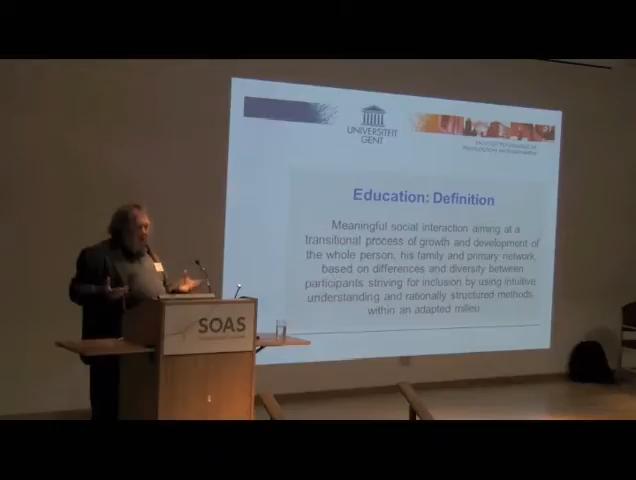 UNIVERSITEIT
GENT
Education: Definition
Meaningful social interaction aiming at a
transitional process of growth and development of
the whole person, his family and primary network,
based on differences and diversity between
participants striving for inclusion by using intuitive
understanding and rationally structured methods,
within an adapted milieu
SOAS